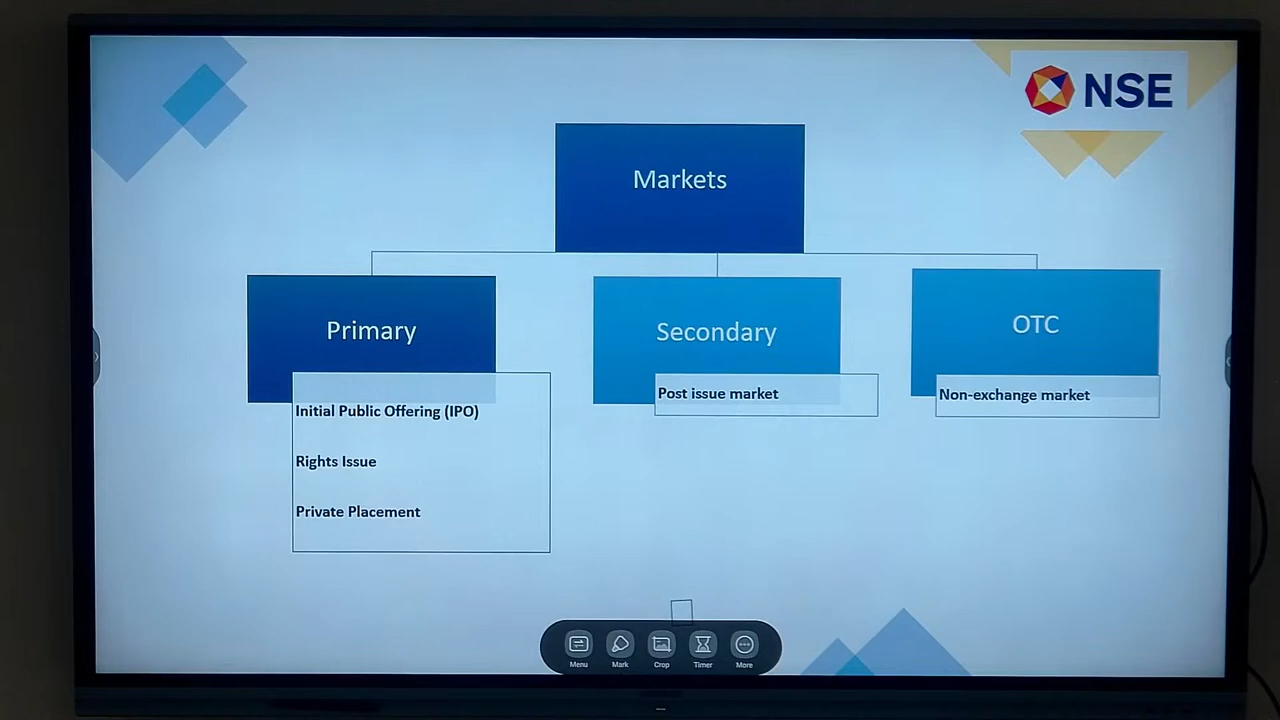 NSE
Markets
Primary
Secondary
OTC
Initial Public Offering (IPO)
Rights Issue
Private Placement
Post issue market
Non-exchange market
Menu
Mark
Crop
Timer
More